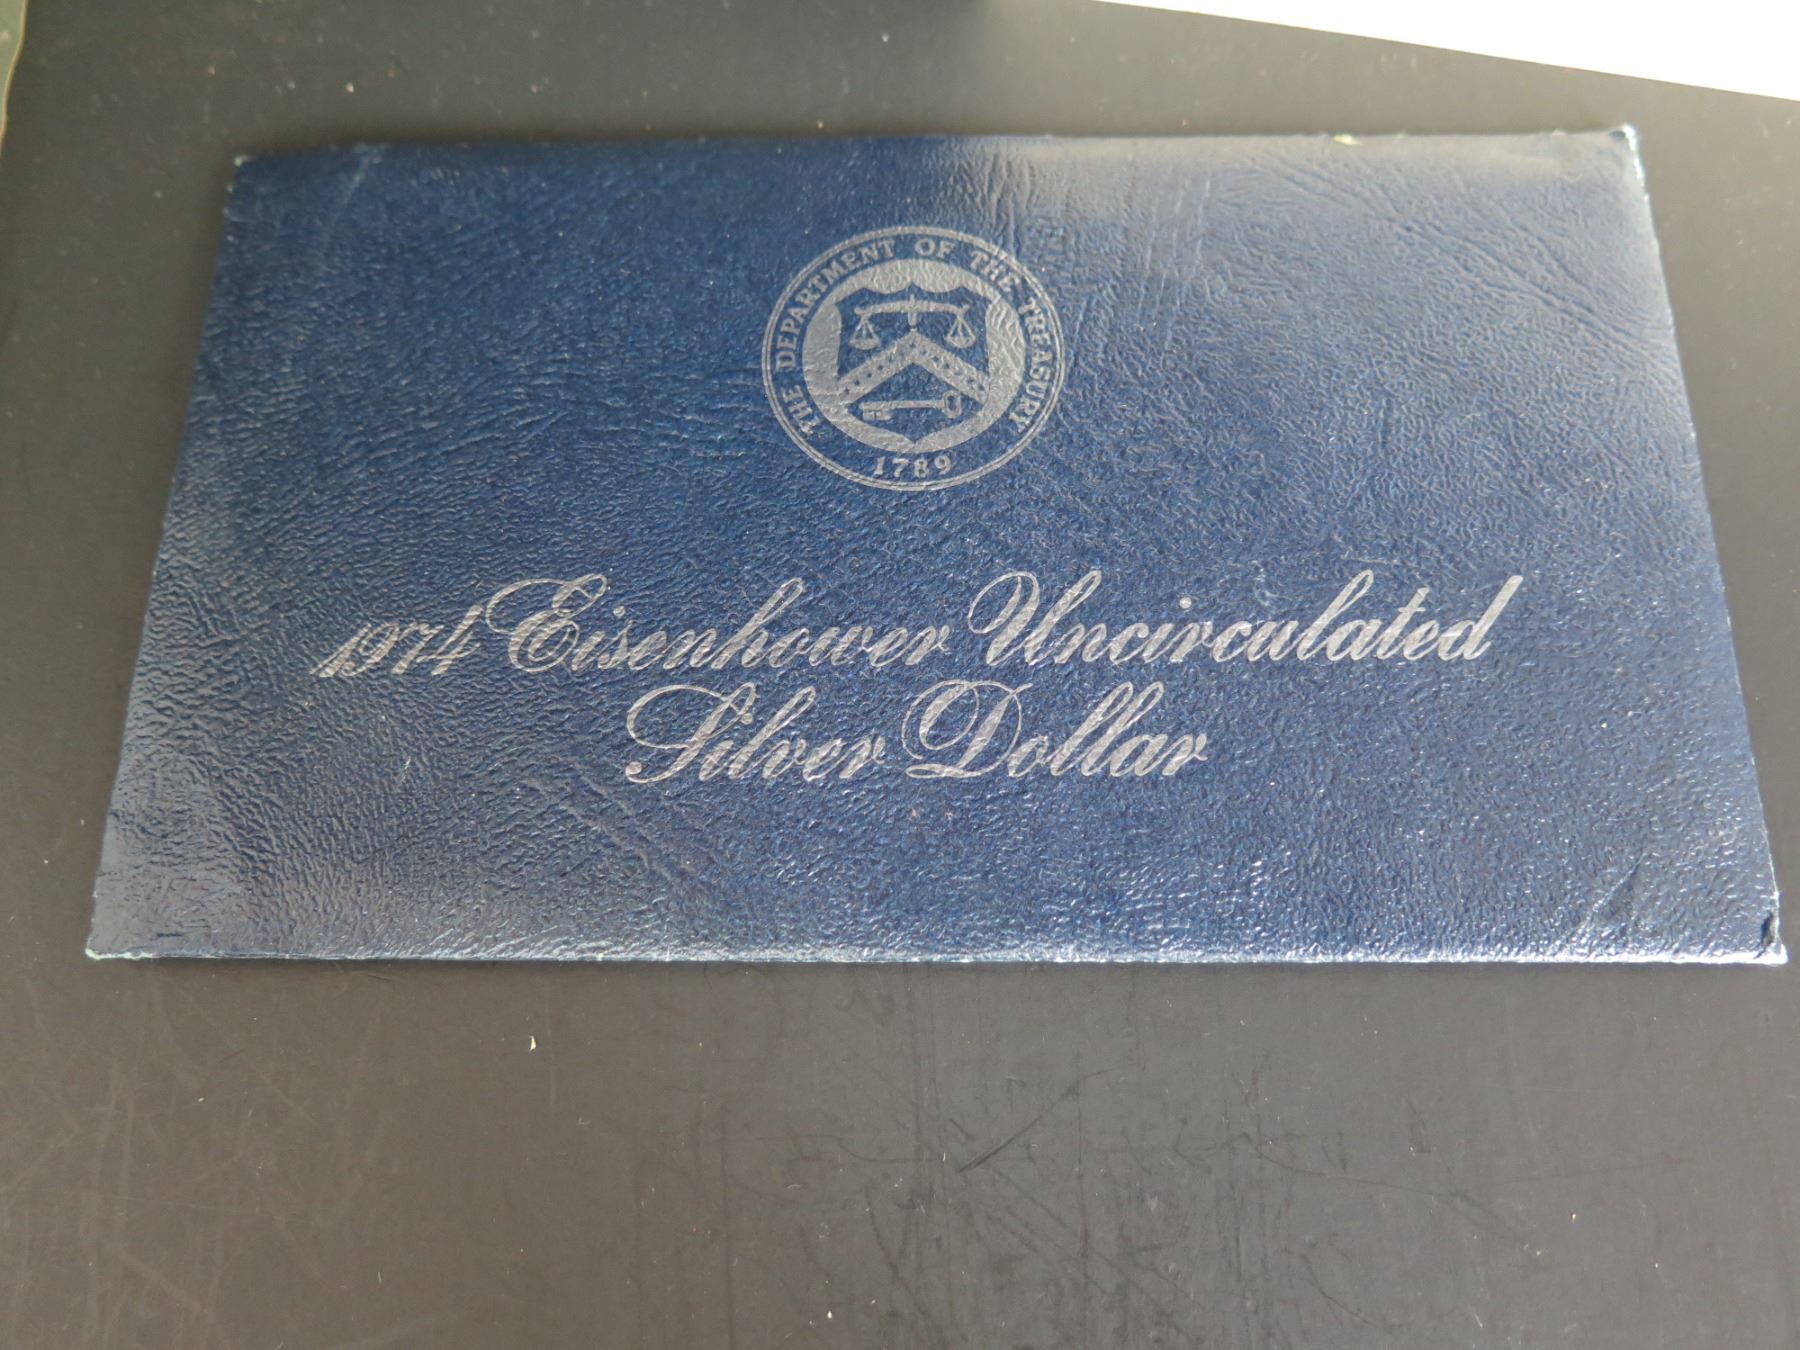 THE DEPARTMENT OF THE TREASURY
1789
1974 Eisenhower Uncirculated
Silver Dollar